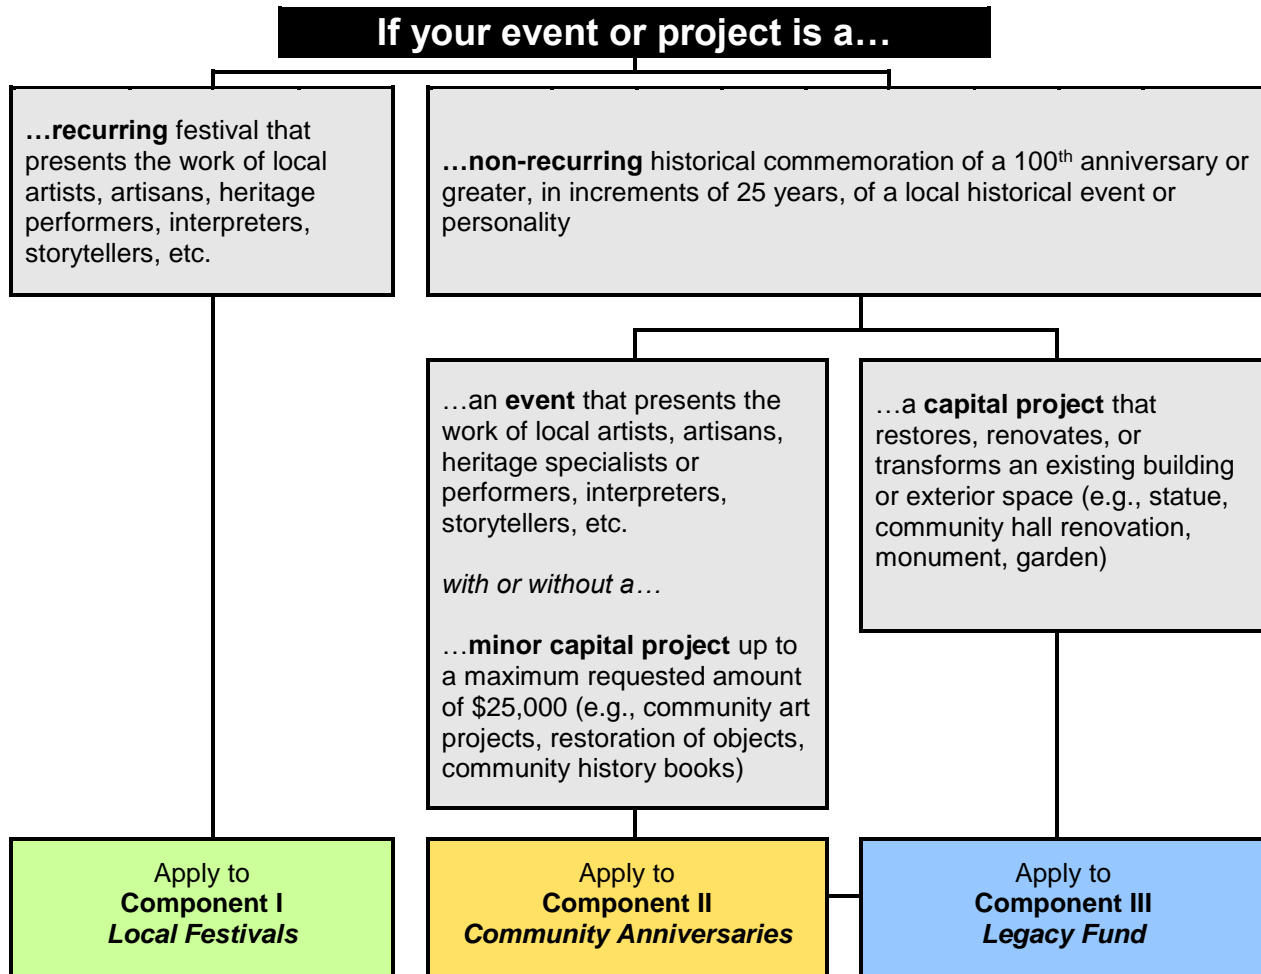 If your event or project is a…
…recurring festival that
presents the work of local
artists, artisans, heritage
performers, interpreters,
storytellers, etc.
…non-recurring historical commemoration of a 100th anniversary or
greater, in increments of 25 years, of a local historical event or
personality
…an event that presents the
work of local artists, artisans,
heritage specialists or
performers, interpreters,
storytellers, etc.
with or without a…
…minor capital project up to
a maximum requested amount
of $25,000 (e.g., community art
projects, restoration of objects,
community history books)
…a capital project that
restores, renovates, or
transforms an existing building
or exterior space (e.g., statue,
community hall renovation,
monument, garden)
Apply to
Component I
Local Festivals
Apply to
Component II
Community Anniversaries
Apply to
Component III
Legacy Fund